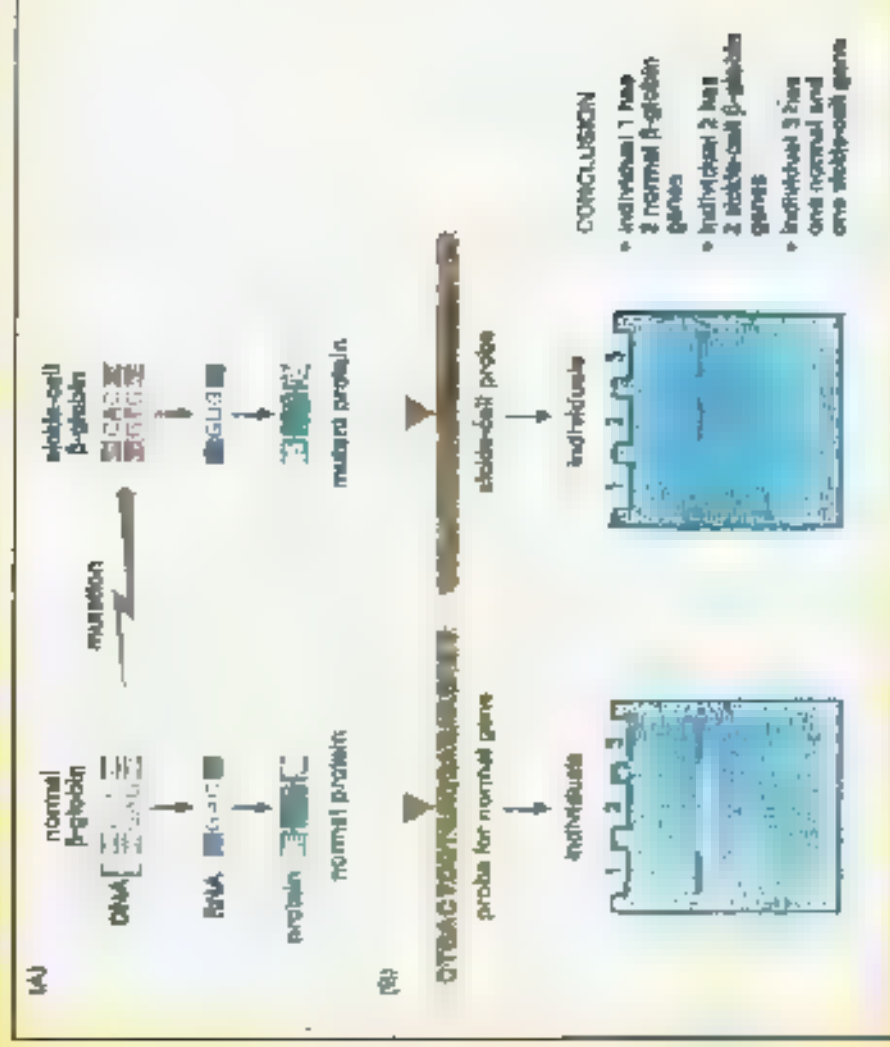 (A)
normal
β-globin
mutation
sickle-cell
β-globin
DNA
RNA
GAG
GUG
protein
normal protein
mutant protein
(B)
probe for normal gene
sickle-cell probe
individuals
individuals
1 2 3
1 2 3
CONCLUSION
individual 1 has
2 normal β-globin
genes
individual 2 has
2 sickle-cell β-globin
genes
individual 3 has
one normal and
one sickle-cell gene